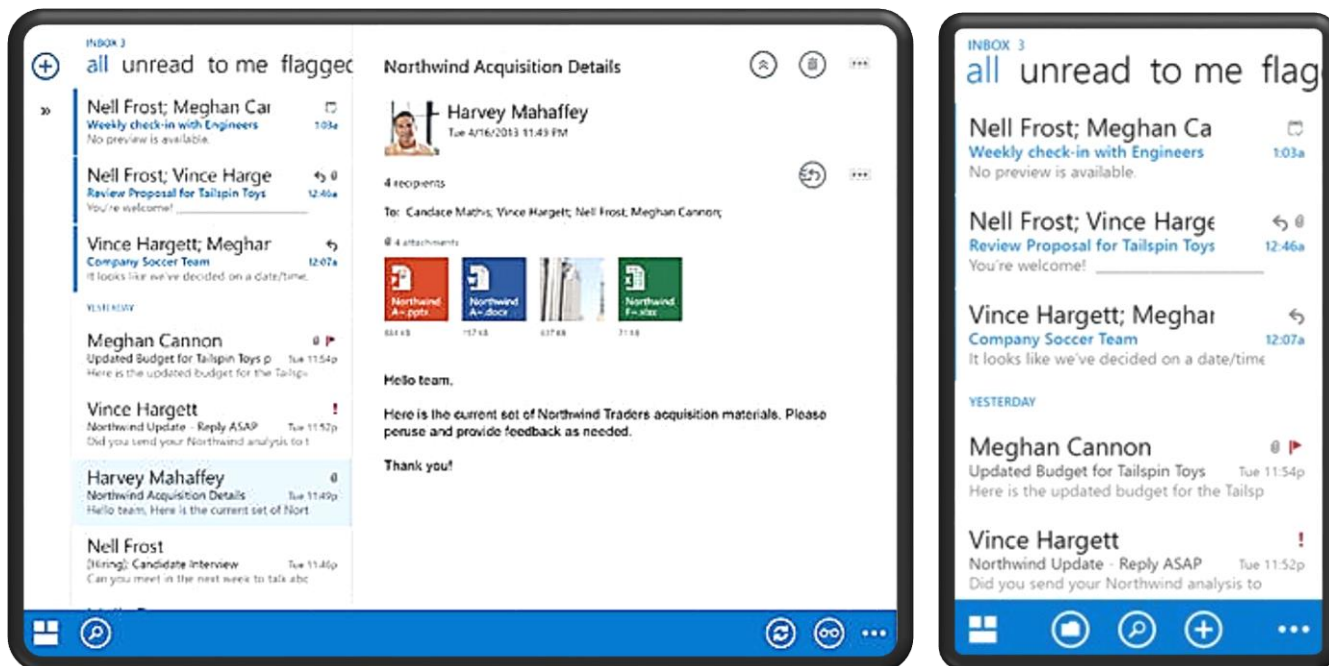 INBOX 3
all unread to me flagged
Nell Frost; Meghan Car
Weekly check-in with Engineers 1:03a
No preview is available.
Nell Frost; Vince Harge
Review Proposal for Tailspin Toys 12:46a
You're welcome!
Vince Hargett; Meghar
Company Soccer Team 12:07a
It looks like we've decided on a date/time,
YESTERDAY
Meghan Cannon
Updated Budget for Tailspin Toys p Tue 11:54p
Here is the updated budget for the Tailsp
Vince Hargett
Northwind Update - Reply ASAP Tue 11:52p
Did you send your Northwind analysis to t
Harvey Mahaffey
Northwind Acquisition Details Tue 11:49p
Hello team, Here is the current set of Nort
Nell Frost
[Hiring]: Candidate Interview Tue 11:46p
Can you meet in the next week to talk abc
Northwind Acquisition Details
Harvey Mahaffey
Tue 4/16/2013 11:49 PM
4 recipients
To: Candace Mathis; Vince Hargett; Nell Frost; Meghan Cannon;
4 attachments
Northwind
A~.pptx
Northwind
A~.docx
Northwind
F~.xlsx
Hello team,
Here is the current set of Northwind Traders acquisition materials. Please
peruse and provide feedback as needed.
Thank you!
INBOX 3
all unread to me flag
Nell Frost; Meghan Ca
Weekly check-in with Engineers 1:03a
No preview is available.
Nell Frost; Vince Harge
Review Proposal for Tailspin Toys 12:46a
You're welcome!
Vince Hargett; Meghar
Company Soccer Team 12:07a
It looks like we've decided on a date/time
YESTERDAY
Meghan Cannon
Updated Budget for Tailspin Toys Tue 11:54p
Here is the updated budget for the Tailsp
Vince Hargett
Northwind Update - Reply ASAP Tue 11:52p
Did you send your Northwind analysis to